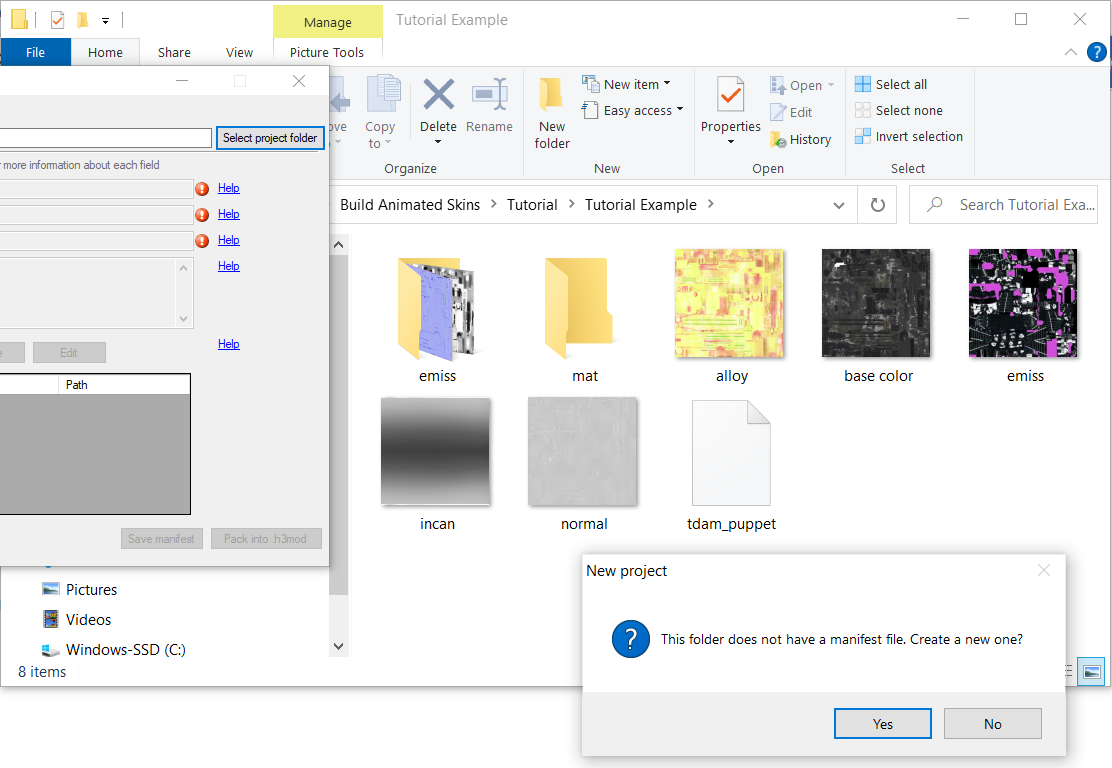 Manage
Tutorial Example
File
Home
Share
View
Picture Tools
Copy
to
Delete
Rename
Organize
New
folder
New item
Easy access
New
Properties
Open
Edit
History
Open
Select all
Select none
Invert selection
Select
Select project folder
more information about each field
Help
Help
Help
Help
Edit
Help
Path
Save manifest
Pack into .h3mod
Build Animated Skins
Tutorial
Tutorial Example
Search Tutorial Exa...
emiss
mat
alloy
base color
emiss
incan
normal
tdam_puppet
Pictures
Videos
Windows-SSD (C:)
8 items
New project
This folder does not have a manifest file. Create a new one?
Yes
No